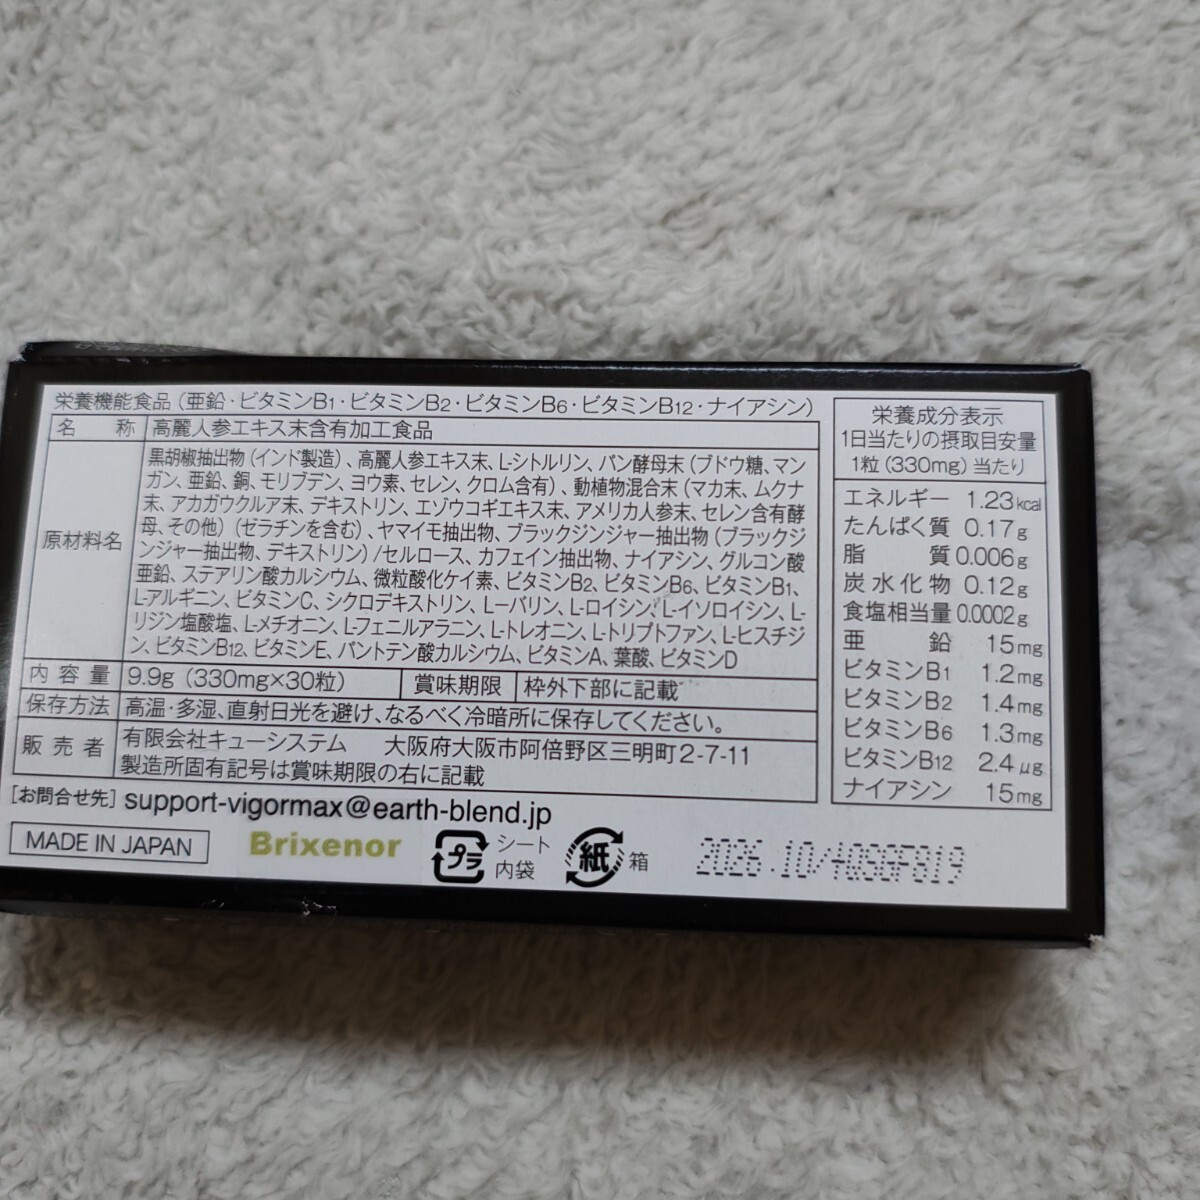 栄養機能食品(亜鉛・ビタミンB1・ビタミンB2・ビタミンB6・ビタミンB12・ナイアシン)
名称 高麗人参エキス末含有加工食品
原材料名
黒胡椒抽出物(インド製造)、高麗人参エキス末、L-シトルリン、パン酵母末(ブドウ糖、マン
ガン、亜鉛、銅、モリブデン、ヨウ素、セレン、クロム含有)、動植物混合末(マカ末、ムクナ
末、アカガウクルア末、デキストリン、エゾウコギエキス末、アメリカ人参末、セレン含有酵
母、その他)(ゼラチンを含む)、ヤマイモ抽出物、ブラックジンジャー抽出物(ブラックジ
ンジャー抽出物、デキストリン)/セルロース、カフェイン抽出物、ナイアシン、グルコン酸
亜鉛、ステアリン酸カルシウム、微粒酸化ケイ素、ビタミンB2、ビタミンB6、ビタミンB1、
L-アルギニン、ビタミンC、シクロデキストリン、L-バリン、L-ロイシン、L-イソロイシン、L-
リジン塩酸塩、L-メチオニン、L-フェニルアラニン、L-トレオニン、L-トリプトファン、L-ヒスチジ
ン、ビタミンB12、ビタミンE、パントテン酸カルシウム、ビタミンA、葉酸、ビタミンD
内容量 9.9g(330mg×30粒) 賞味期限 枠外下部に記載
保存方法 高温・多湿、直射日光を避け、なるべく冷暗所に保存してください。
販売者 有限会社キューシステム 大阪府大阪市阿倍野区三明町2-7-11
製造所固有記号は賞味期限の右に記載
[お問合せ先] support-vigormax@earth-blend.jp
MADE IN JAPAN
Brixenor
プラ
シート
内袋
紙
箱
2026.10/+QSGF819
栄養成分表示
1日当たりの摂取目安量
1粒(330mg)当たり
エネルギー 1.23kcal
たんぱく質 0.17g
脂質 0.006g
炭水化物 0.12g
食塩相当量 0.0002g
亜鉛 15mg
ビタミンB1 1.2mg
ビタミンB2 1.4mg
ビタミンB6 1.3mg
ビタミンB12 2.4μg
ナイアシン 15mg